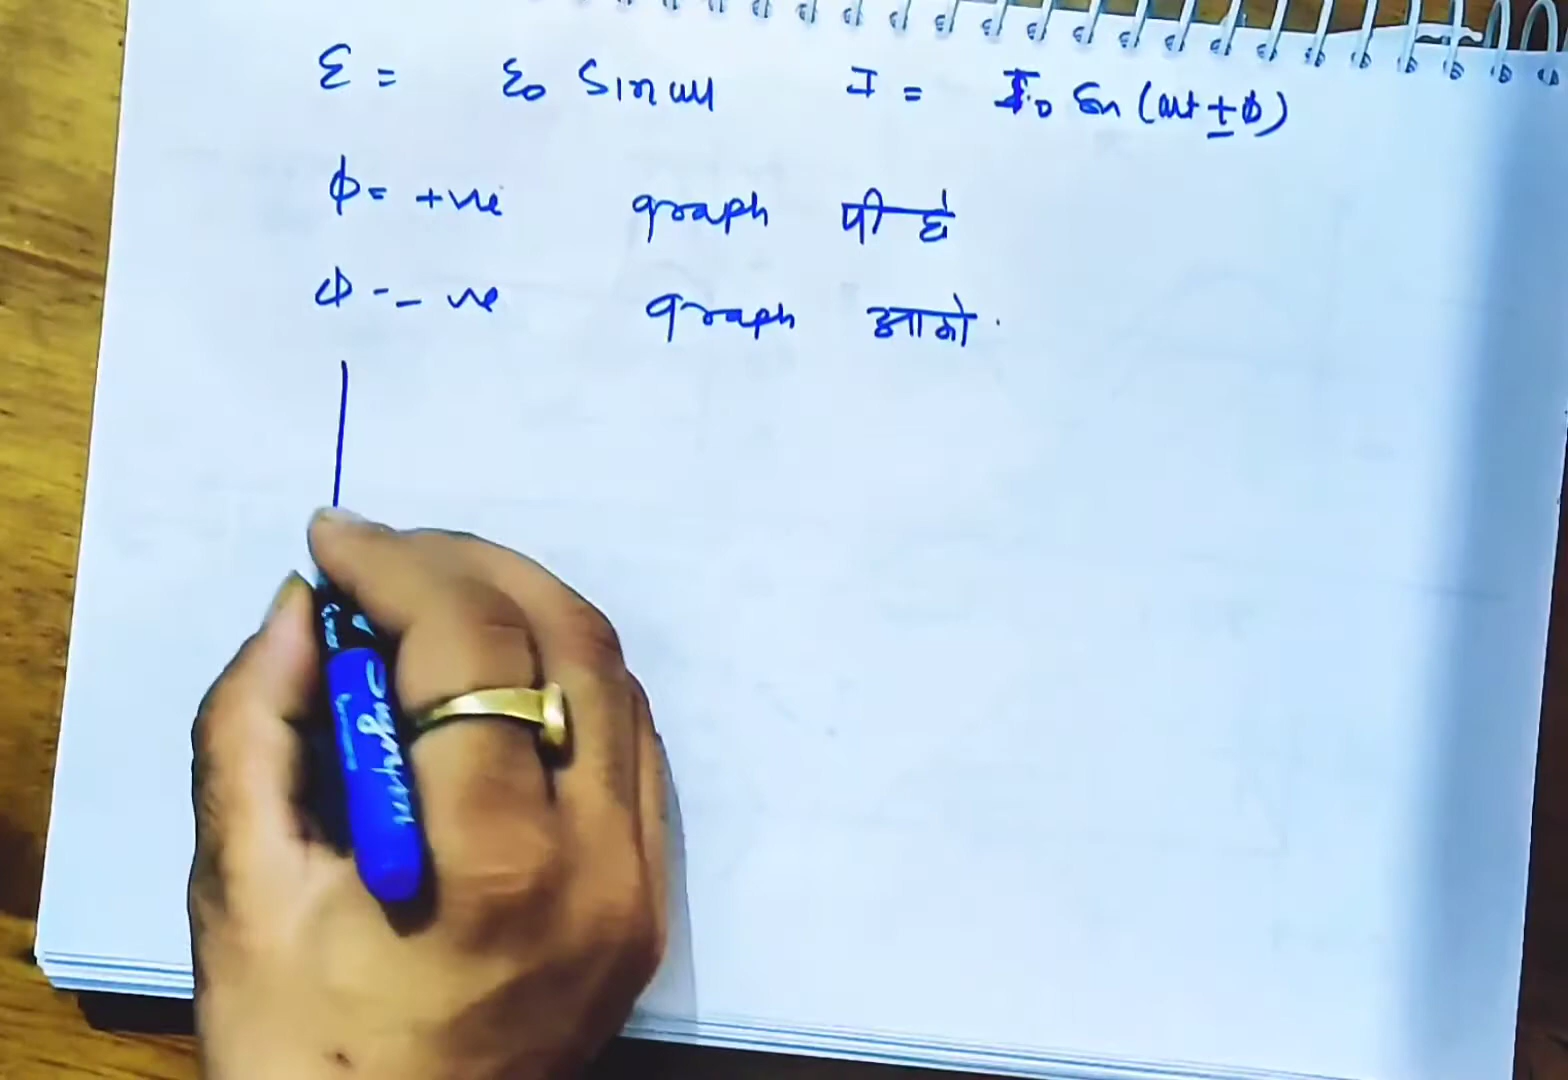 ε = ε₀ Sin ωt I = I₀ Sin (ωt ± ϕ)
ϕ = +ve graph पीछे
ϕ - - ve graph आगे